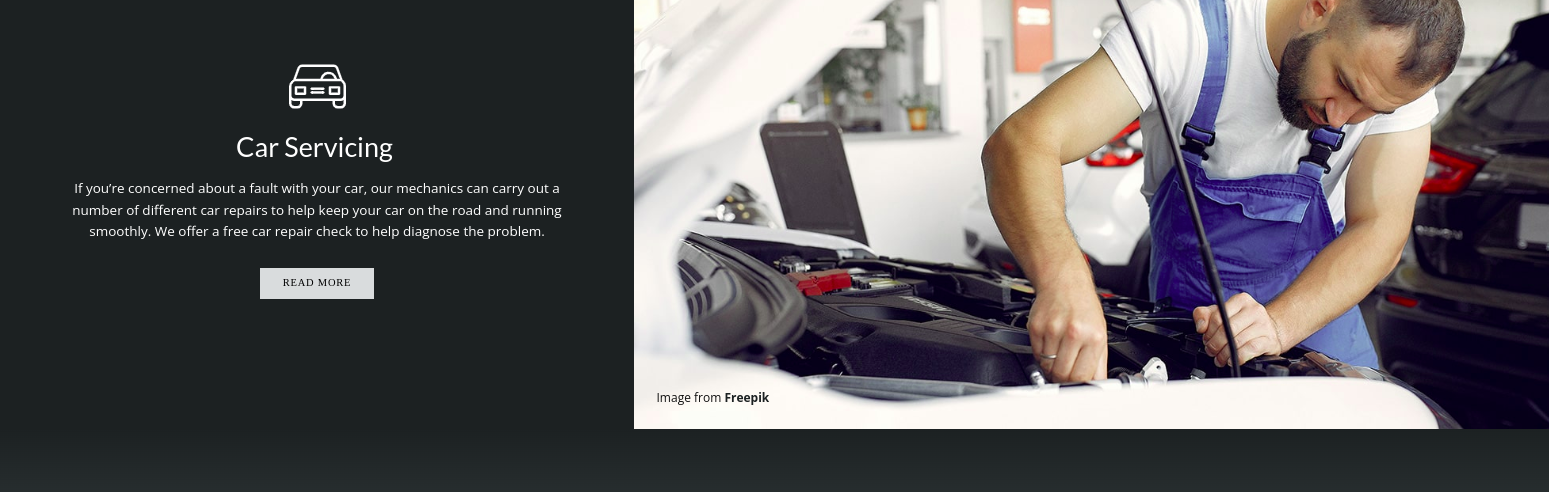 Car Servicing
If you’re concerned about a fault with your car, our mechanics can carry out a
number of different car repairs to help keep your car on the road and running
smoothly. We offer a free car repair check to help diagnose the problem.
READ MORE
Image from Freepik